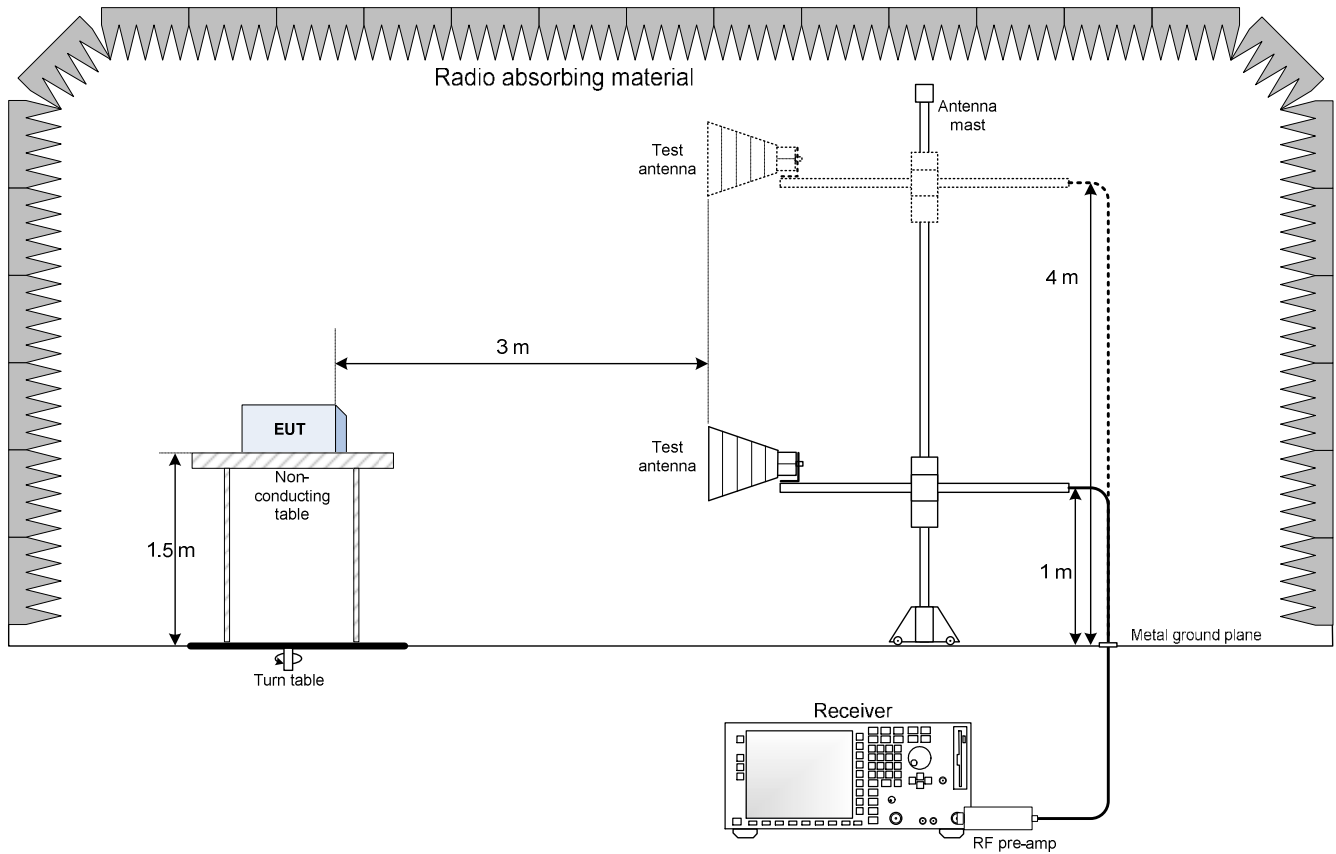 Radio absorbing material
Antenna
mast
Test
antenna
4 m
3 m
EUT
Test
antenna
Non-
conducting
table
1.5 m
1 m
Metal ground plane
Turn table
Receiver
RF pre-amp